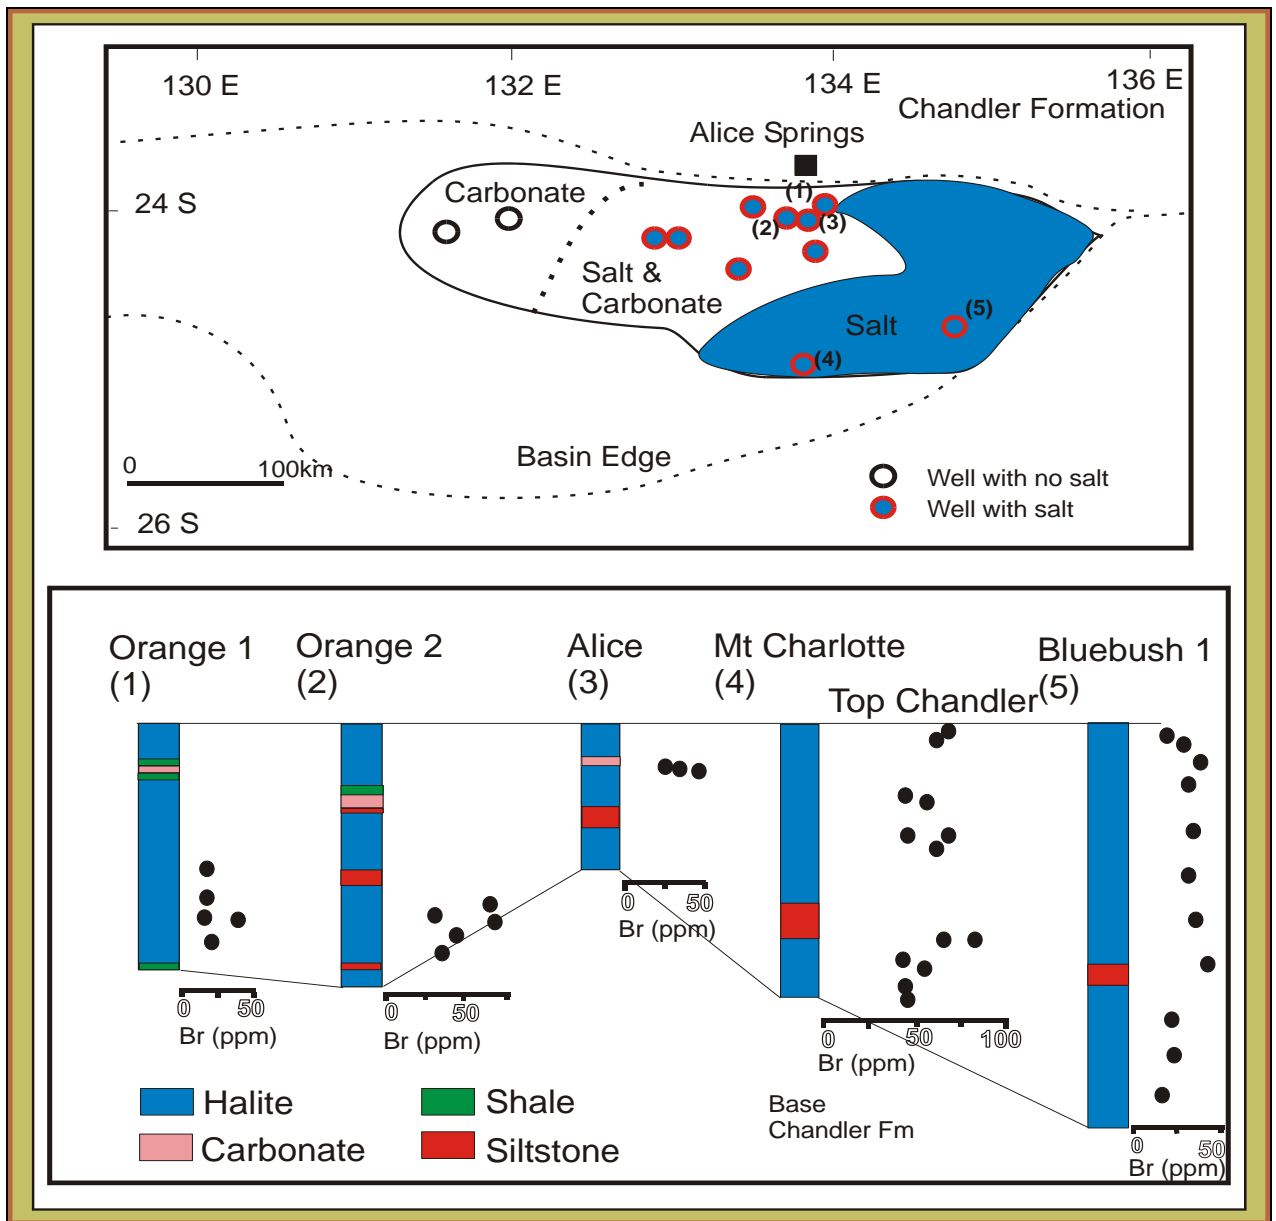 130 E
132 E
134 E
136 E
Chandler Formation
Alice Springs
Carbonate
24 S
(1)
(2)
(3)
Salt &
Carbonate
Salt
(5)
(4)
Basin Edge
0
100km
Well with no salt
Well with salt
26 S
Orange 1
(1)
Orange 2
(2)
Alice
(3)
Mt Charlotte
(4)
Bluebush 1
(5)
Top Chandler
0 50
Br (ppm)
0 50
Br (ppm)
0 50
Br (ppm)
0 50 100
Br (ppm)
0 50
Br (ppm)
Halite
Shale
Carbonate
Siltstone
Base
Chandler Fm